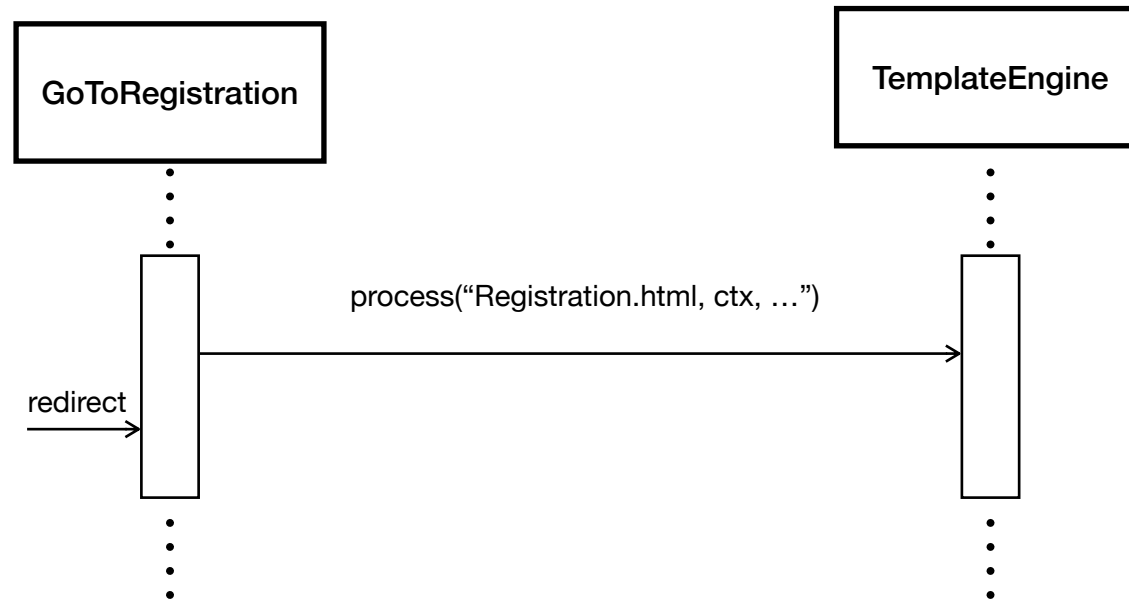 GoToRegistration
TemplateEngine
process(“Registration.html, ctx, …”)
redirect